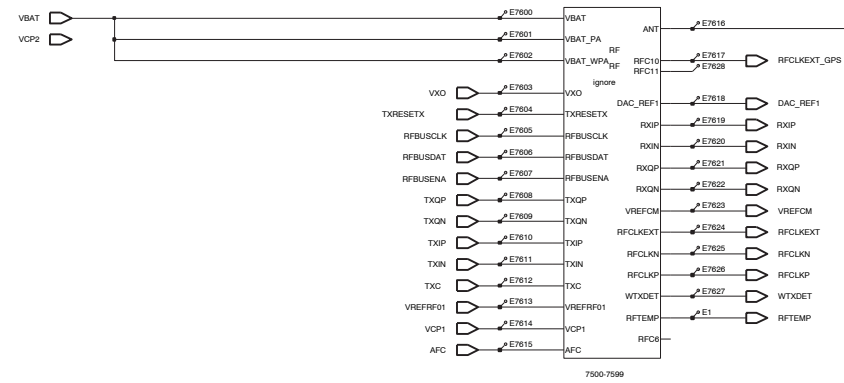 VBAT E7600 VBAT
VCP2 E7601 VBAT_PA ANT E7616
E7602 VBAT_WPA RF RFC10 E7617 RFCLKEXT_GPS
RF RFC11 E7628
ignore
VXO E7603 VXO
DAC_REF1 E7618 DAC_REF1
TXRESETX E7604 TXRESETX
RXIP E7619 RXIP
RFBUSCLK E7605 RFBUSCLK
RXIN E7620 RXIN
RFBUSDAT E7606 RFBUSDAT
RXQP E7621 RXQP
RFBUSENA E7607 RFBUSENA
RXQN E7622 RXQN
TXQP E7608 TXQP
VREFCM E7623 VREFCM
TXQN E7609 TXQN
RFCLKEXT E7624 RFCLKEXT
TXIP E7610 TXIP
RFCLKN E7625 RFCLKN
TXIN E7611 TXIN
RFCLKP E7626 RFCLKP
TXC E7612 TXC
WTXDET E7627 WTXDET
VREFRF01 E7613 VREFRF01
RFTEMP E1 RFTEMP
VCP1 E7614 VCP1
RFC6
AFC E7615 AFC
7500-7599